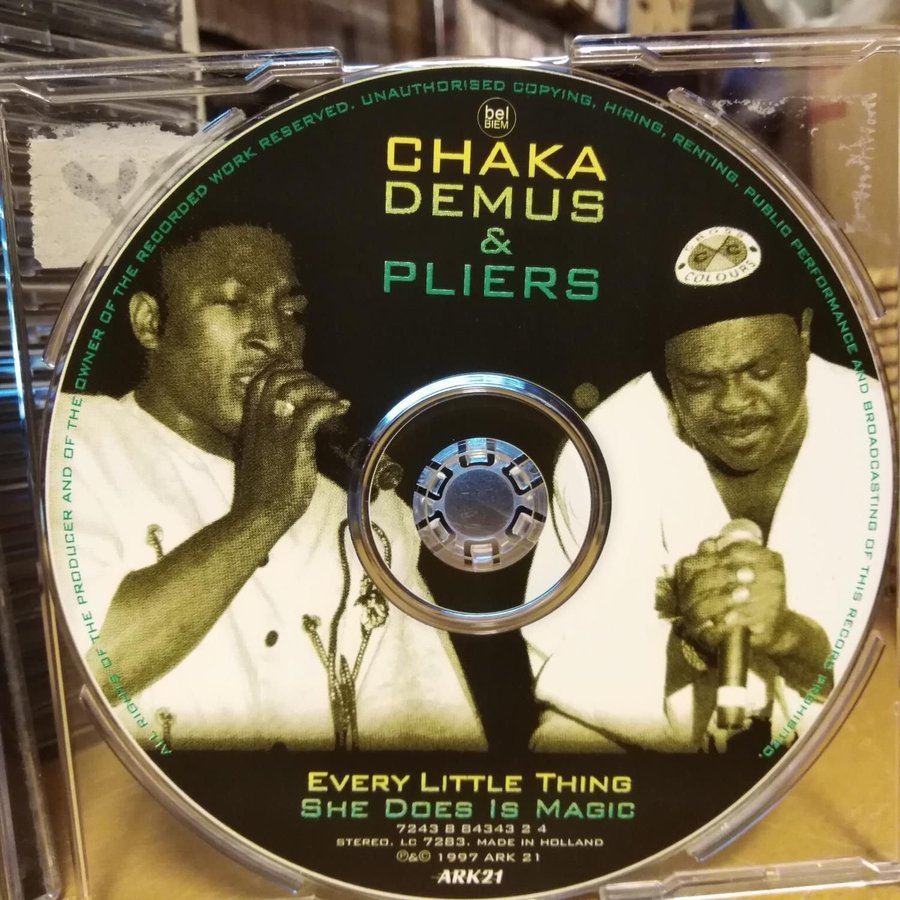 ALL RIGHTS OF THE PRODUCER AND OF THE OWNER OF THE RECORDED WORK RESERVED. UNAUTHORISED COPYING, HIRING, RENTING, PUBLIC PERFORMANCE AND BROADCASTING OF THIS RECORD PROHIBITED.
bel
BIEM
CHAKA
DEMUS
&
PLIERS
CROSS
C C
COLOURS
EVERY LITTLE THING
SHE DOES IS MAGIC
7243 8 84343 2 4
STEREO. LC 7283. MADE IN HOLLAND
℗&© 1997 ARK 21
ARK21